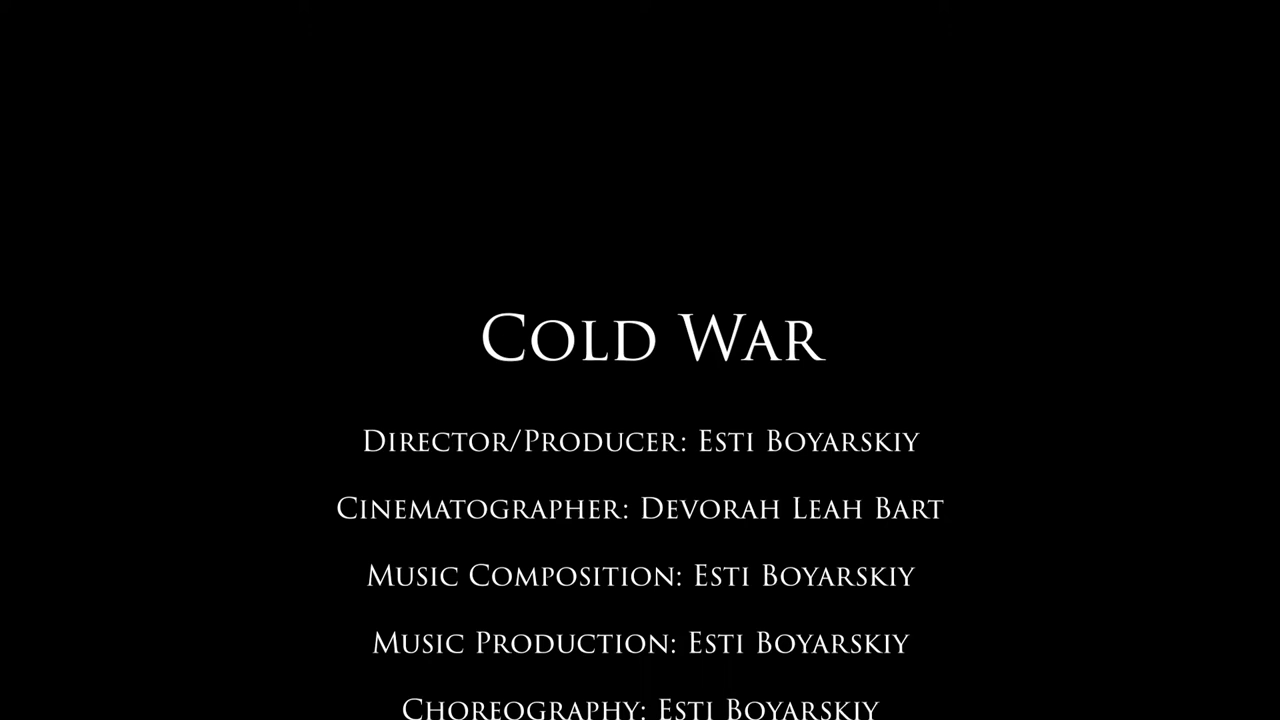 Cold War
Director/Producer: Esti Boyarskiy
Cinematographer: Devorah Leah Bart
Music Composition: Esti Boyarskiy
Music Production: Esti Boyarskiy
Choreography: Esti Boyarskiy